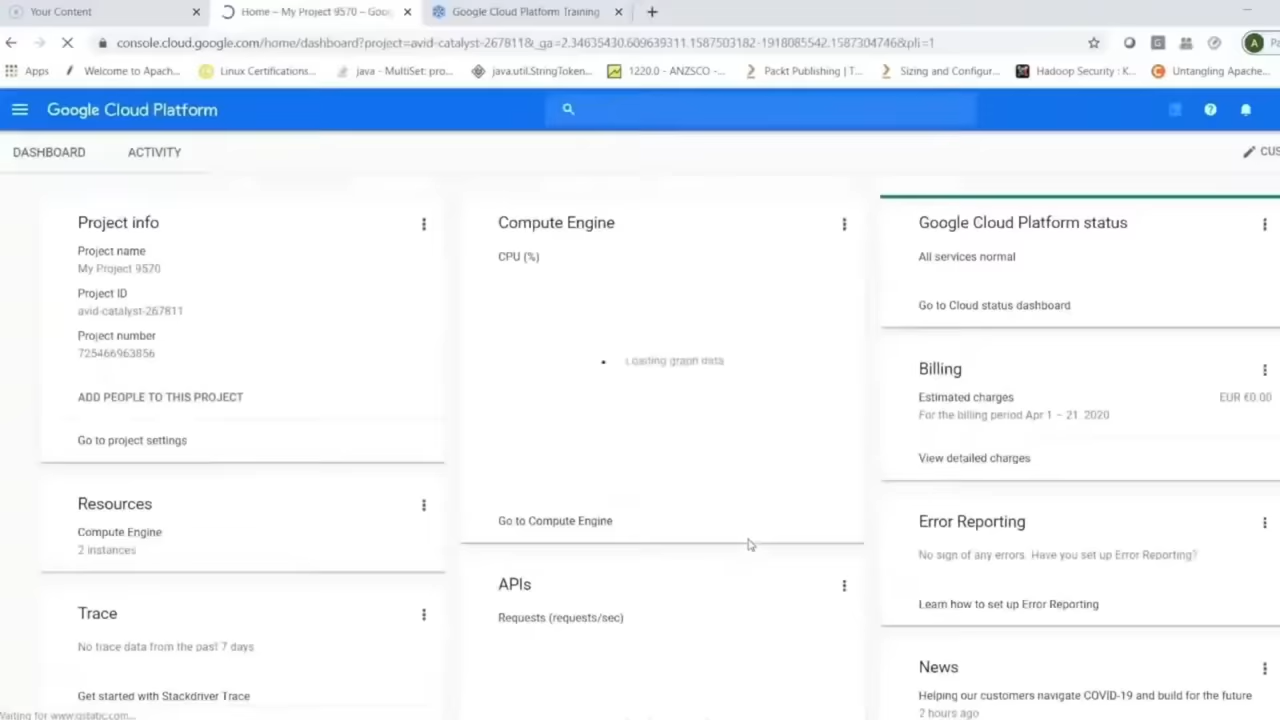 Your Content
Home – My Project 9570 – Goo
Google Cloud Platform Training
console.cloud.google.com/home/dashboard?project=avid-catalyst-267811&_ga=2.34635430.609639311.1587503182-1918085542.1587304746&pli=1
A
Apps
Welcome to Apach...
Linux Certifications...
java - MultiSet: pro...
java.util.StringToken...
1220.0 - ANZSCO -...
Packt Publishing | T...
Sizing and Configur...
Hadoop Security : K...
Untangling Apache...
Google Cloud Platform
DASHBOARD
ACTIVITY
CUS
Project info
Project name
My Project 9570
Project ID
avid-catalyst-267811
Project number
725466963856
ADD PEOPLE TO THIS PROJECT
Go to project settings
Resources
Compute Engine
2 instances
Trace
No trace data from the past 7 days
Get started with Stackdriver Trace
Waiting for www.gstatic.com...
Compute Engine
CPU (%)
Loading graph data
Go to Compute Engine
APIs
Requests (requests/sec)
Google Cloud Platform status
All services normal
Go to Cloud status dashboard
Billing
Estimated charges
EUR €0.00
For the billing period Apr 1 – 21, 2020
View detailed charges
Error Reporting
No sign of any errors. Have you set up Error Reporting?
Learn how to set up Error Reporting
News
Helping our customers navigate COVID-19 and build for the future
2 hours ago